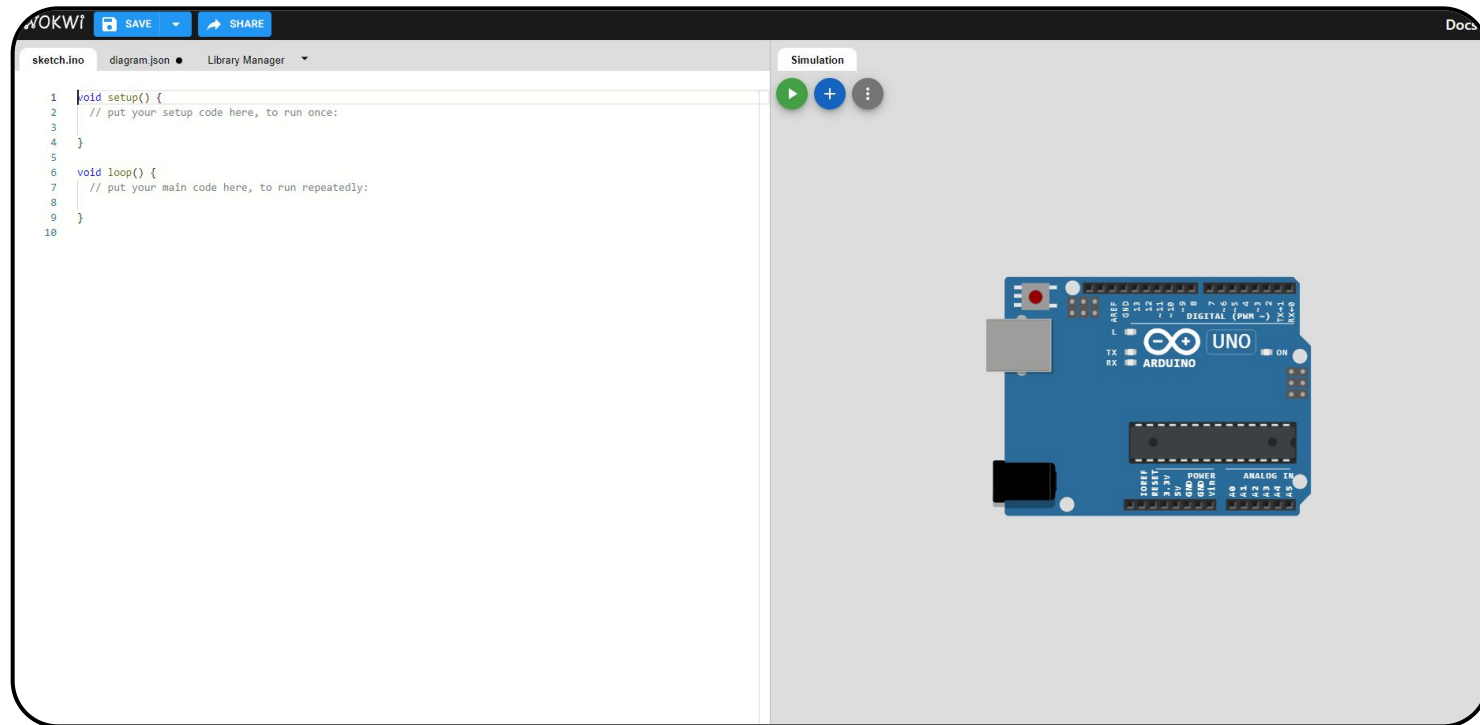 WOKWi SAVE SHARE Docs
sketch.ino diagram.json ● Library Manager
1 void setup() {
2 // put your setup code here, to run once:
3
4 }
5
6 void loop() {
7 // put your main code here, to run repeatedly:
8
9 }
10
Simulation
AREF GND 13 12 ~11 ~10 ~9 8 7 ~6 ~5 4 ~3 2 TX→1 RX←0
DIGITAL (PWM ~)
L
UNO
TX
RX ARDUINO
ON
POWER ANALOG IN
IOREF RESET 3.3V 5V GND GND Vin A0 A1 A2 A3 A4 A5